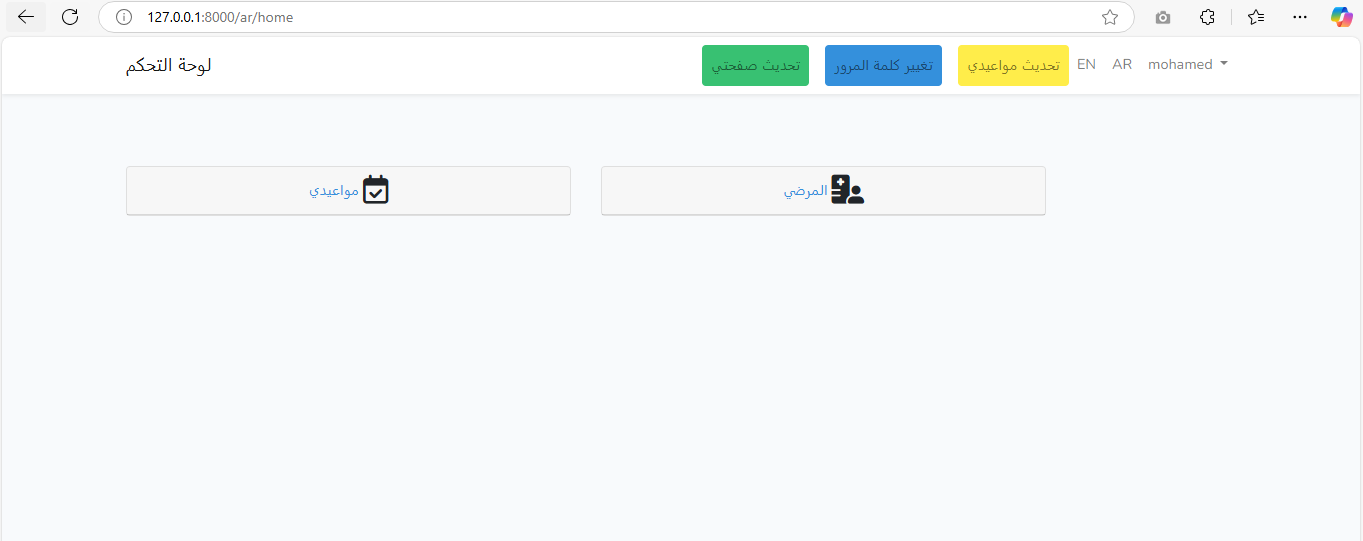 127.0.0.1:8000/ar/home
لوحة التحكم
تحديث صفحتي
تغيير كلمة المرور
تحديث مواعيدي
EN
AR
mohamed
مواعيدي
المرضي